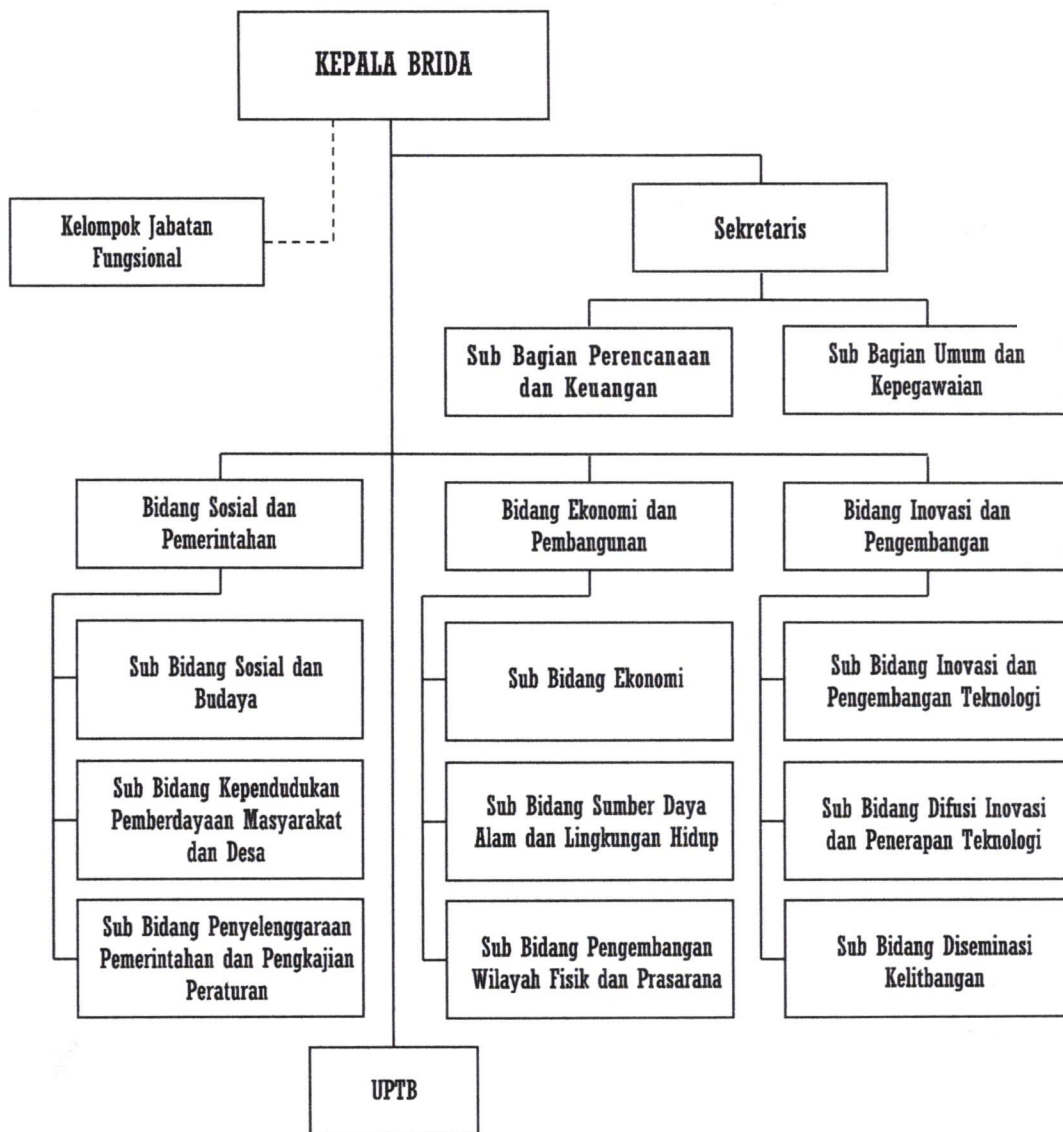 KEPALA BRIDA
Kelompok Jabatan
Fungsional
Sekretaris
Sub Bagian Perencanaan
dan Keuangan
Sub Bagian Umum dan
Kepegawaian
Bidang Sosial dan
Pemerintahan
Bidang Ekonomi dan
Pembangunan
Bidang Inovasi dan
Pengembangan
Sub Bidang Sosial dan
Budaya
Sub Bidang Ekonomi
Sub Bidang Inovasi dan
Pengembangan Teknologi
Sub Bidang Kependudukan
Pemberdayaan Masyarakat
dan Desa
Sub Bidang Sumber Daya
Alam dan Lingkungan Hidup
Sub Bidang Difusi Inovasi
dan Penerapan Teknologi
Sub Bidang Penyelenggaraan
Pemerintahan dan Pengkajian
Peraturan
Sub Bidang Pengembangan
Wilayah Fisik dan Prasarana
Sub Bidang Diseminasi
Kelitbangan
UPTB